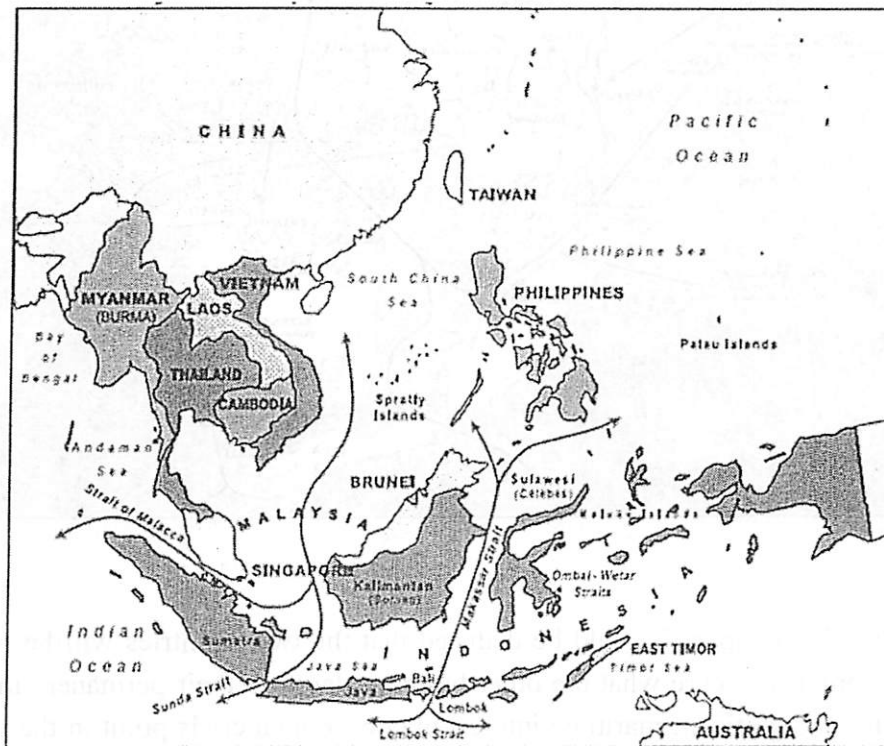 CHINA
Pacific
Ocean
TAIWAN
Philippine Sea
South China
Sea
VIETNAM
PHILIPPINES
MYANMAR
(BURMA)
LAOS
Bay
of
Bengal
Palau Islands
THAILAND
CAMBODIA
Spratly
Islands
Andaman
Sea
BRUNEI
Sulawesi
(Celebes)
Strait of Malacca
MALAYSIA
SINGAPORE
Makassar Strait
Kalimantan
(Borneo)
Ombai-Wetar
Straits
Indian
Ocean
Sumatra
INDONESIA
EAST TIMOR
Timor Sea
Java Sea
Bali
Sunda Strait
Java
Lombok
Lombok Strait
AUSTRALIA